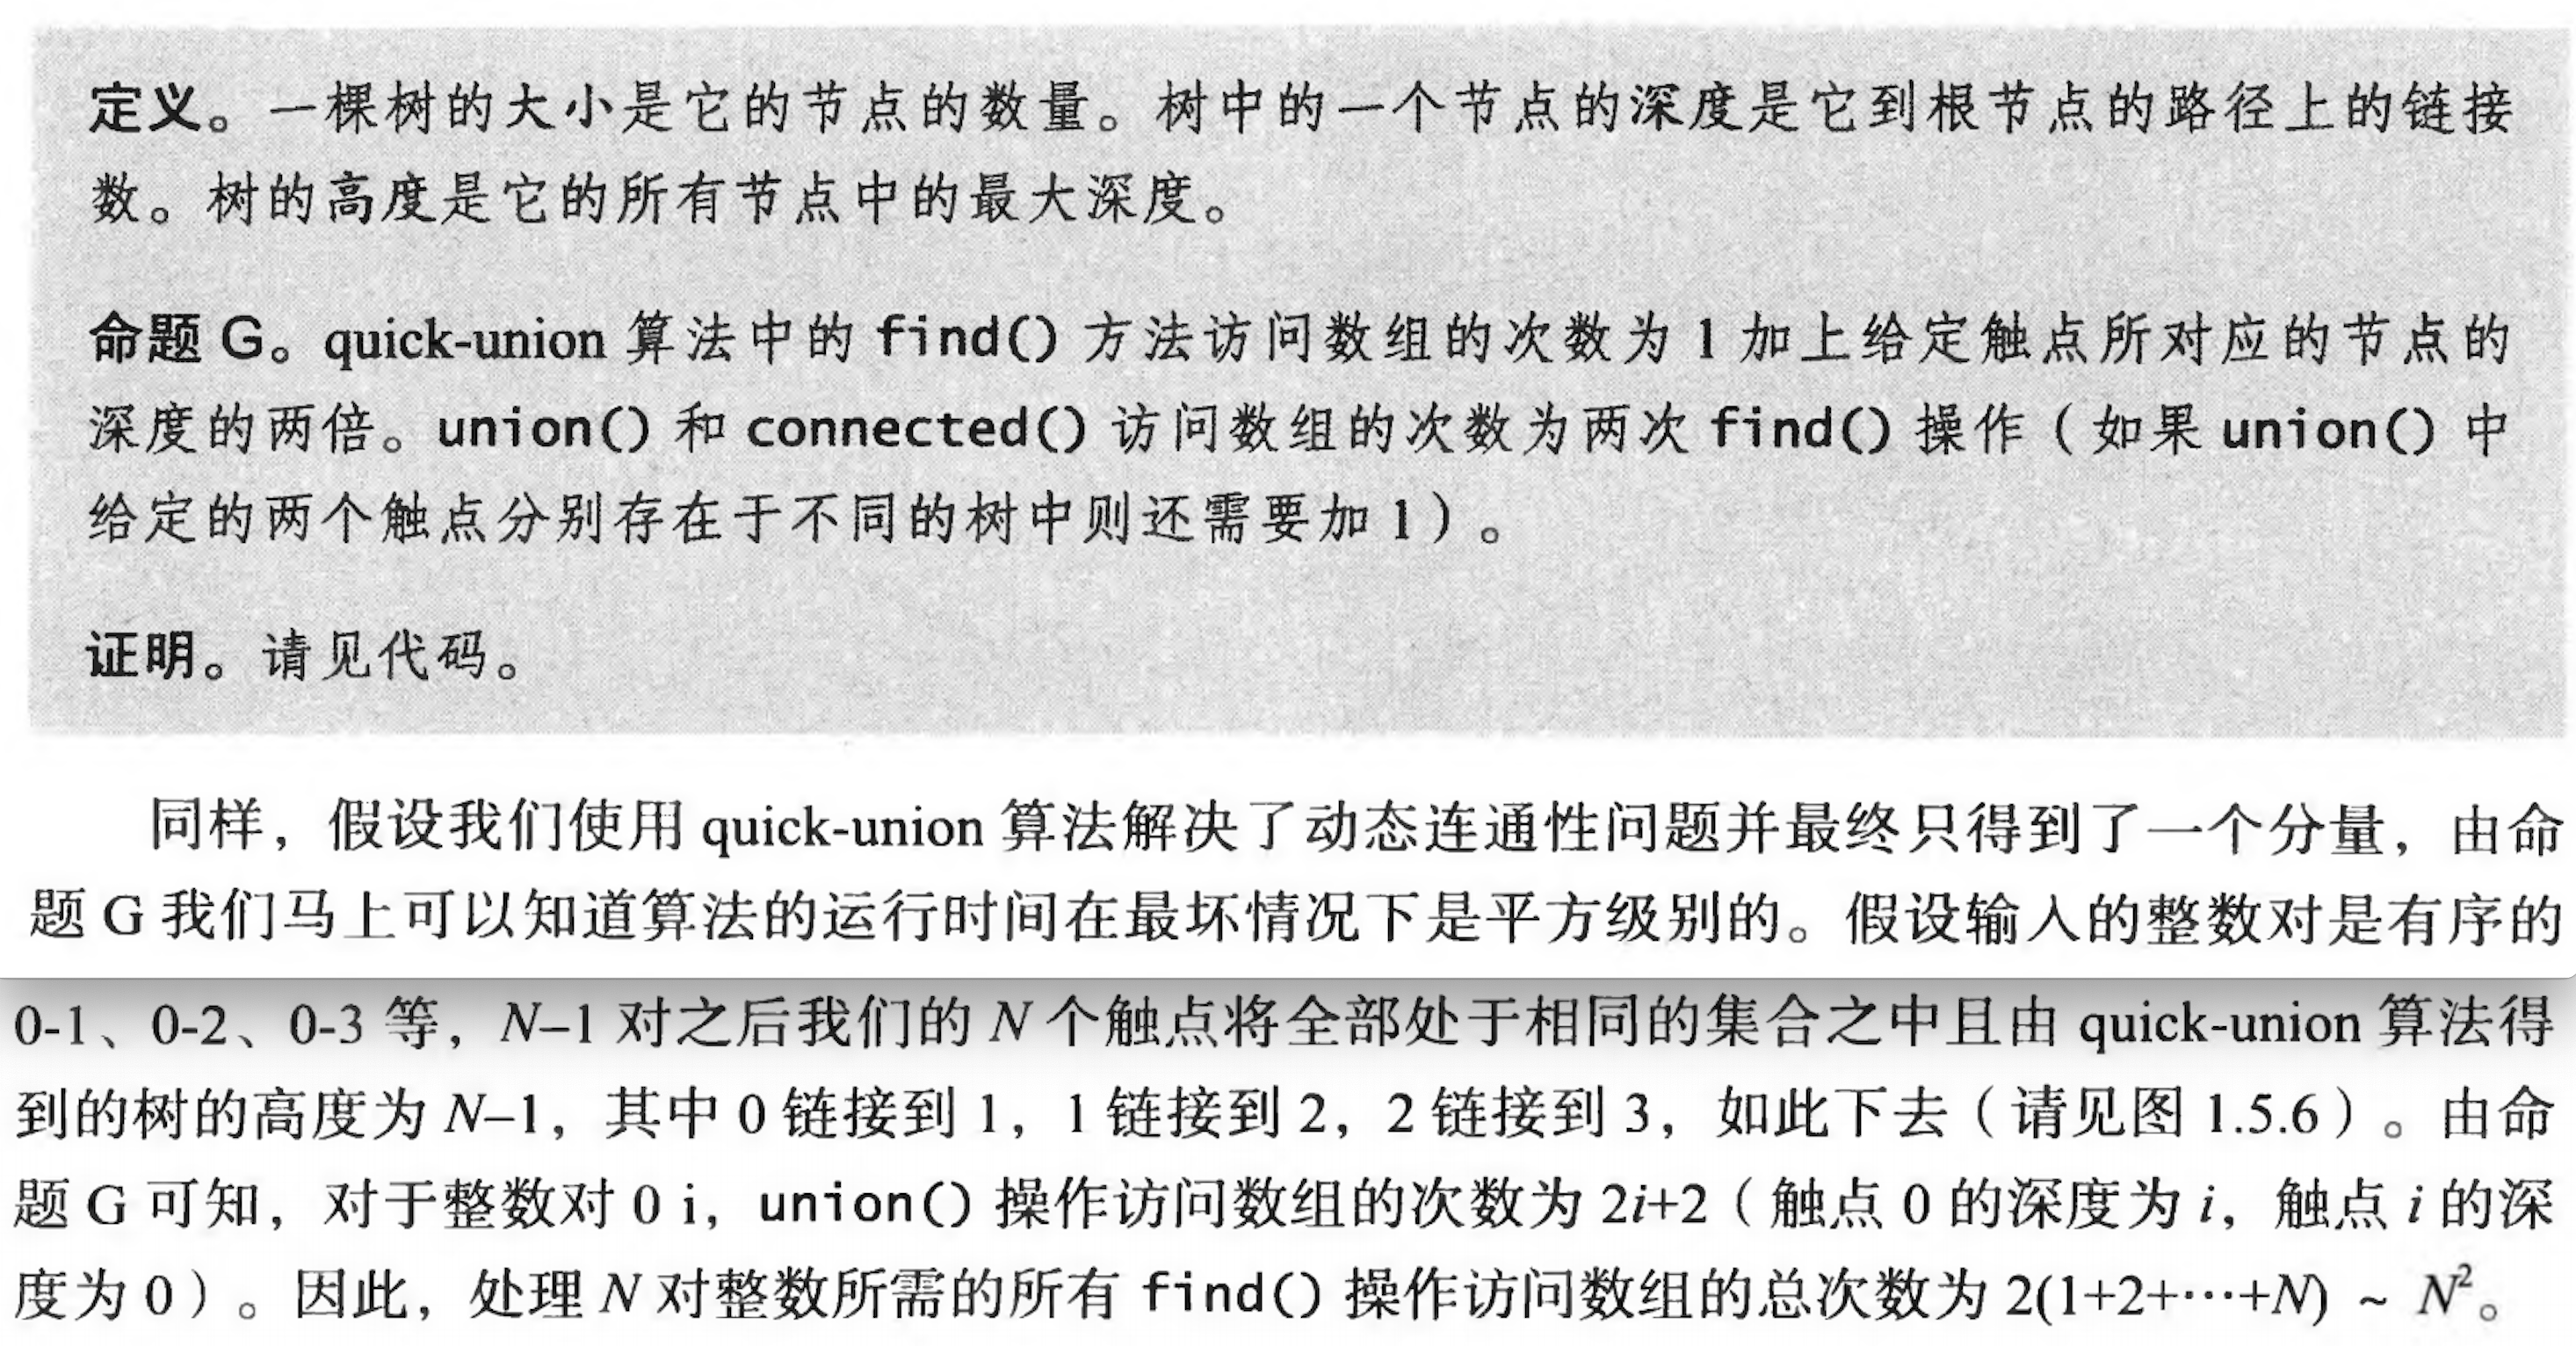 定义。一棵树的大小是它的节点的数量。树中的一个节点的深度是它到根节点的路径上的链接
数。树的高度是它的所有节点中的最大深度。
命题 G。quick-union 算法中的 find() 方法访问数组的次数为 1 加上给定触点所对应的节点的
深度的两倍。union() 和 connected() 访问数组的次数为两次 find() 操作（如果 union() 中
给定的两个触点分别存在于不同的树中则还需要加 1）。
证明。请见代码。
同样，假设我们使用 quick-union 算法解决了动态连通性问题并最终只得到了一个分量，由命
题 G 我们马上可以知道算法的运行时间在最坏情况下是平方级别的。假设输入的整数对是有序的
0-1、0-2、0-3 等，N–1 对之后我们的 N 个触点将全部处于相同的集合之中且由 quick-union 算法得
到的树的高度为 N–1，其中 0 链接到 1，1 链接到 2，2 链接到 3，如此下去（请见图 1.5.6）。由命
题 G 可知，对于整数对 0 i，union() 操作访问数组的次数为 2i+2（触点 0 的深度为 i，触点 i 的深
度为 0）。因此，处理 N 对整数所需的所有 find() 操作访问数组的总次数为 2(1+2+⋯+N) ~ N²。